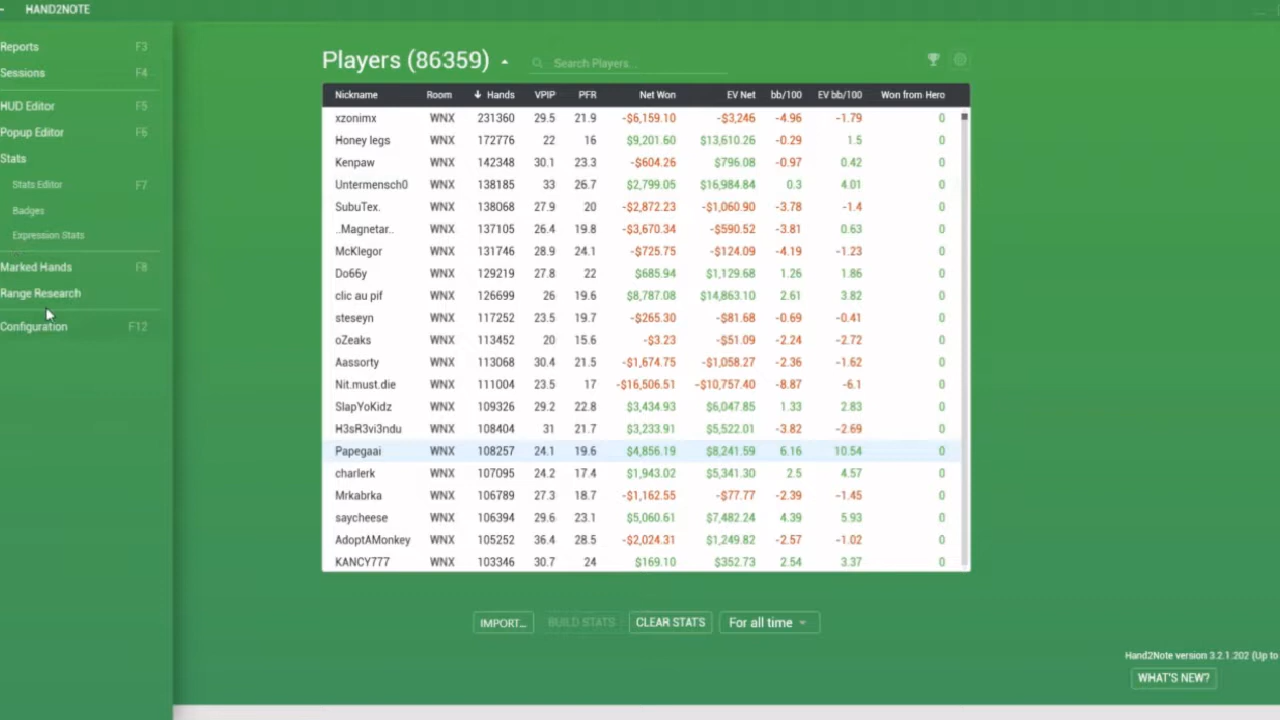 HAND2NOTE
Reports F3
Sessions F4
HUD Editor F5
Popup Editor F6
Stats
Stats Editor F7
Badges
Expression Stats
Marked Hands F8
Range Research
Configuration F12
Players (86359)
Search Players...
Nickname Room Hands VPIP PFR Net Won EV Net bb/100 EV bb/100 Won from Hero
xzonimx WNX 231360 29.5 21.9 -$6,159.10 -$3,246 -4.96 -1.79 0
Honey legs WNX 172776 22 16 $9,201.60 $13,610.26 -0.29 1.5 0
Kenpaw WNX 142348 30.1 23.3 -$604.26 $796.08 -0.97 0.42 0
Untermensch0 WNX 138185 33 26.7 $2,799.05 $16,984.84 0.3 4.01 0
SubuTex. WNX 138068 27.9 20 -$2,872.23 -$1,060.90 -3.78 -1.4 0
..Magnetar.. WNX 137105 26.4 19.8 -$3,670.34 -$590.52 -3.81 0.63 0
McKlegor WNX 131746 28.9 24.1 -$725.75 -$124.09 -4.19 -1.23 0
Do66y WNX 129219 27.8 22 $685.94 $1,129.68 1.26 1.86 0
clic au pif WNX 126699 26 19.6 $8,787.08 $14,863.10 2.61 3.82 0
steseyn WNX 117252 23.5 19.7 -$265.30 -$81.68 -0.69 -0.41 0
oZeaks WNX 113452 20 15.6 -$3.23 -$51.09 -2.24 -2.72 0
Aassorty WNX 113068 30.4 21.5 -$1,674.75 -$1,058.27 -2.36 -1.62 0
Nit.must.die WNX 111004 23.5 17 -$16,506.51 -$10,757.40 -8.87 -6.1 0
SlapYoKidz WNX 109326 29.2 22.8 $3,434.93 $6,047.85 1.33 2.83 0
H3sR3vi3ndu WNX 108404 31 21.7 $3,233.91 $5,522.01 -3.82 -2.69 0
Papegaai WNX 108257 24.1 19.6 $4,856.19 $8,241.59 6.16 10.54 0
charlerk WNX 107095 24.2 17.4 $1,943.02 $5,341.30 2.5 4.57 0
Mrkabrka WNX 106789 27.3 18.7 -$1,162.55 -$77.77 -2.39 -1.45 0
saycheese WNX 106394 29.6 23.1 $5,060.61 $7,482.24 4.39 5.93 0
AdoptAMonkey WNX 105252 36.4 28.5 -$2,024.31 $1,249.82 -2.57 -1.02 0
KANCY777 WNX 103346 30.7 24 $169.10 $352.73 2.54 3.37 0
IMPORT... BUILD STATS CLEAR STATS For all time
Hand2Note version 3.2.1.202 (Up to
WHAT'S NEW?